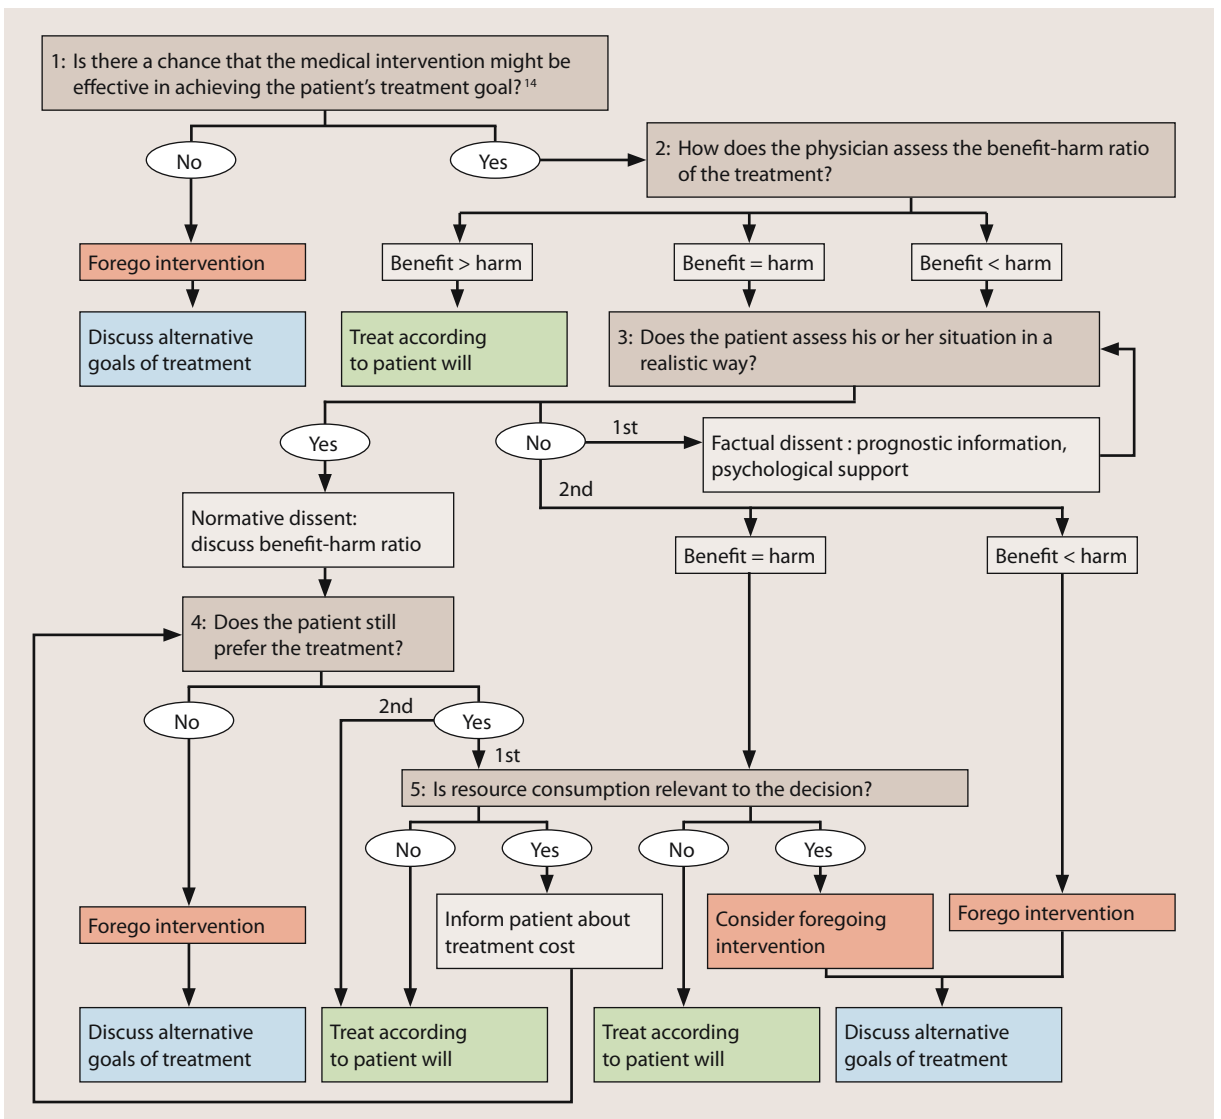 1: Is there a chance that the medical intervention might be
effective in achieving the patient's treatment goal?14
No
Yes
2: How does the physician assess the benefit-harm ratio
of the treatment?
Forego intervention
Benefit > harm
Benefit = harm
Benefit < harm
Discuss alternative
goals of treatment
Treat according
to patient will
3: Does the patient assess his or her situation in a
realistic way?
Yes
No
1st
Factual dissent : prognostic information,
psychological support
2nd
Normative dissent:
discuss benefit-harm ratio
Benefit = harm
Benefit < harm
4: Does the patient still
prefer the treatment?
No
2nd
Yes
1st
5: Is resource consumption relevant to the decision?
No
Yes
No
Yes
Forego intervention
Inform patient about
treatment cost
Consider foregoing
intervention
Forego intervention
Discuss alternative
goals of treatment
Treat according
to patient will
Treat according
to patient will
Discuss alternative
goals of treatment